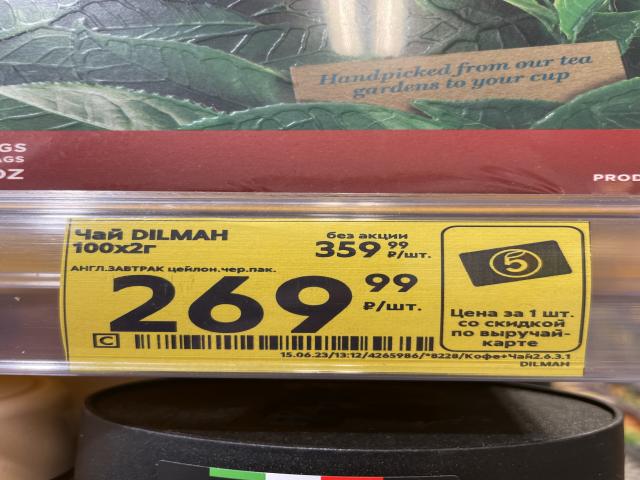 Handpicked from our tea
gardens to your cup
GS
AGS
OZ
PROD
Чай DILMAH
100х2г
без акции
359 99
₽/шт.
АНГЛ.ЗАВТРАК цейлон.чер.пак.
269 99
₽/шт.
5
Цена за 1 шт.
со скидкой
по выручай-
карте
С
15.06.23/13:12/4265986/*8228/Кофе+Чай2.6.3.1
DILMAH